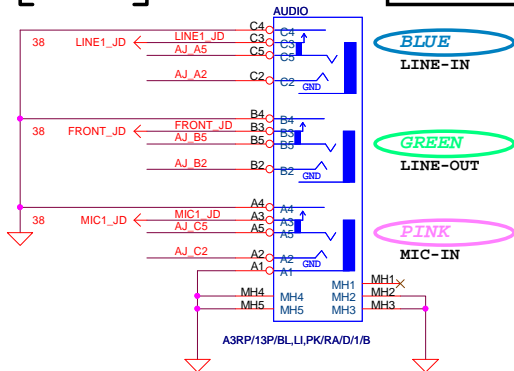 AUDIO
C4 C4
38 LINE1_JD LINE1_JD C3 C3 BLUE
AJ_A5 C5 C5 LINE-IN
AJ_A2 C2 C2
GND
B4 B4
38 FRONT_JD FRONT_JD B3 B3 GREEN
AJ_B5 B5 B5 LINE-OUT
AJ_B2 B2 B2
GND
A4 A4
38 MIC1_JD MIC1_JD A3 A3 PINK
AJ_C5 A5 A5 MIC-IN
AJ_C2 A2 A2
GND
A1 A1
MH1 MH1
MH4 MH4 MH2 MH2
MH5 MH5 MH3 MH3
A3RP/13P/BL,LI,PK/RA/D/1/B